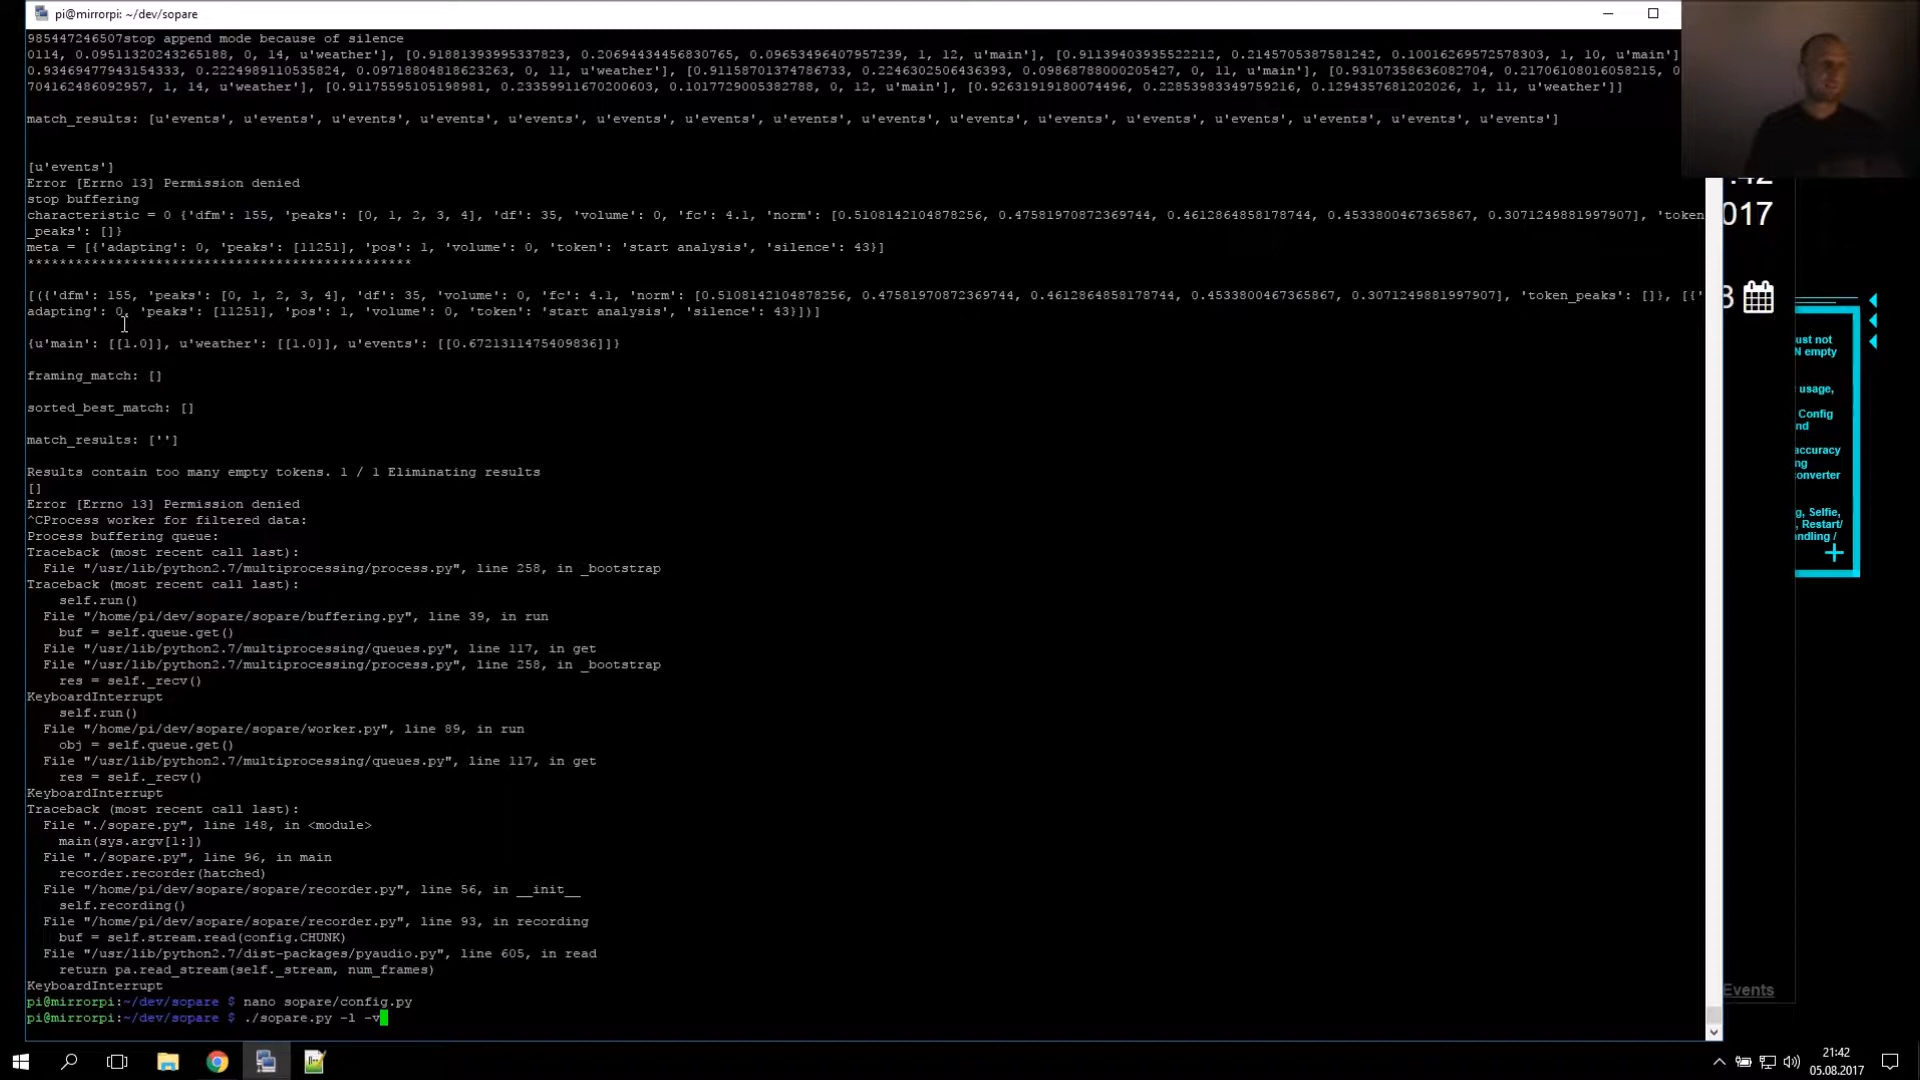 pi@mirrorpi: ~/dev/sopare
985447246507stop append mode because of silence
0114, 0.09511320243265188, 0, 14, u'weather'], [0.91881393995337823, 0.20694434456830765, 0.09653496407957239, 1, 12, u'main'], [0.91139403935522212, 0.2145705387581242, 0.10016269572578303, 1, 10, u'main']
0.93469477943154333, 0.2224989110535824, 0.09718804818623263, 0, 11, u'weather'], [0.91158701374786733, 0.2246302506436393, 0.09868788000205427, 0, 11, u'main'], [0.93107358636082704, 0.21706108016058215, 0
704162486092957, 1, 14, u'weather'], [0.91175595105198981, 0.23359911670200603, 0.1017729005382788, 0, 12, u'main'], [0.92631919180074496, 0.22853983349759216, 0.1294357681202026, 1, 11, u'weather']]
match_results: [u'events', u'events', u'events', u'events', u'events', u'events', u'events', u'events', u'events', u'events', u'events', u'events', u'events', u'events', u'events', u'events']
[u'events']
Error [Errno 13] Permission denied
stop buffering
characteristic = 0 {'dfm': 155, 'peaks': [0, 1, 2, 3, 4], 'df': 35, 'volume': 0, 'fc': 4.1, 'norm': [0.5108142104878256, 0.47581970872369744, 0.4612864858178744, 0.4533800467365867, 0.3071249881997907], 'token
_peaks': []}
meta = [{'adapting': 0, 'peaks': [11251], 'pos': 1, 'volume': 0, 'token': 'start analysis', 'silence': 43}]
************************************************
[({'dfm': 155, 'peaks': [0, 1, 2, 3, 4], 'df': 35, 'volume': 0, 'fc': 4.1, 'norm': [0.5108142104878256, 0.47581970872369744, 0.4612864858178744, 0.4533800467365867, 0.3071249881997907], 'token_peaks': []}, [{'
adapting': 0, 'peaks': [11251], 'pos': 1, 'volume': 0, 'token': 'start analysis', 'silence': 43}])]
{u'main': [[1.0]], u'weather': [[1.0]], u'events': [[0.6721311475409836]]}
framing_match: []
sorted_best_match: []
match_results: ['']
Results contain too many empty tokens. 1 / 1 Eliminating results
[]
Error [Errno 13] Permission denied
^CProcess worker for filtered data:
Process buffering queue:
Traceback (most recent call last):
File "/usr/lib/python2.7/multiprocessing/process.py", line 258, in _bootstrap
Traceback (most recent call last):
self.run()
File "/home/pi/dev/sopare/sopare/buffering.py", line 39, in run
buf = self.queue.get()
File "/usr/lib/python2.7/multiprocessing/queues.py", line 117, in get
File "/usr/lib/python2.7/multiprocessing/process.py", line 258, in _bootstrap
res = self._recv()
KeyboardInterrupt
self.run()
File "/home/pi/dev/sopare/sopare/worker.py", line 89, in run
obj = self.queue.get()
File "/usr/lib/python2.7/multiprocessing/queues.py", line 117, in get
res = self._recv()
KeyboardInterrupt
Traceback (most recent call last):
File "./sopare.py", line 148, in <module>
main(sys.argv[1:])
File "./sopare.py", line 96, in main
recorder.recorder(hatched)
File "/home/pi/dev/sopare/sopare/recorder.py", line 56, in __init__
self.recording()
File "/home/pi/dev/sopare/sopare/recorder.py", line 93, in recording
buf = self.stream.read(config.CHUNK)
File "/usr/lib/python2.7/dist-packages/pyaudio.py", line 605, in read
return pa.read_stream(self._stream, num_frames)
KeyboardInterrupt
pi@mirrorpi:~/dev/sopare $ nano sopare/config.py
pi@mirrorpi:~/dev/sopare $ ./sopare.py -l -v
:42
017
3
ust not
N empty
usage,
Config
nd
accuracy
ng
converter
g, Selfie,
, Restart/
andling /
Events
21:42
05.08.2017